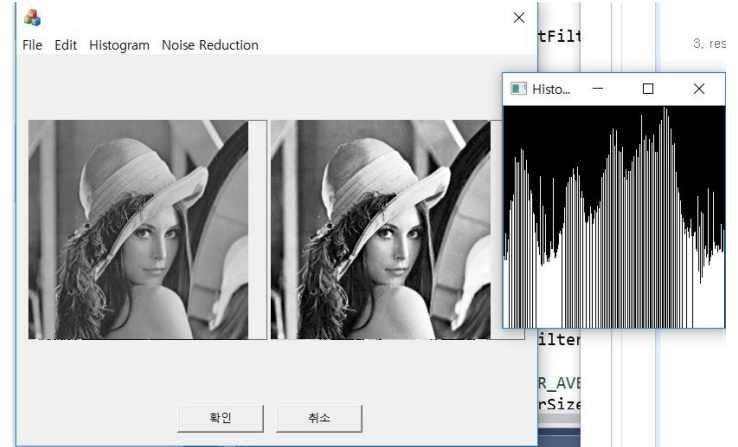 File Edit Histogram Noise Reduction
tFilt
3, res
Histo...
ilter
R_AVE
rSize
확인 취소